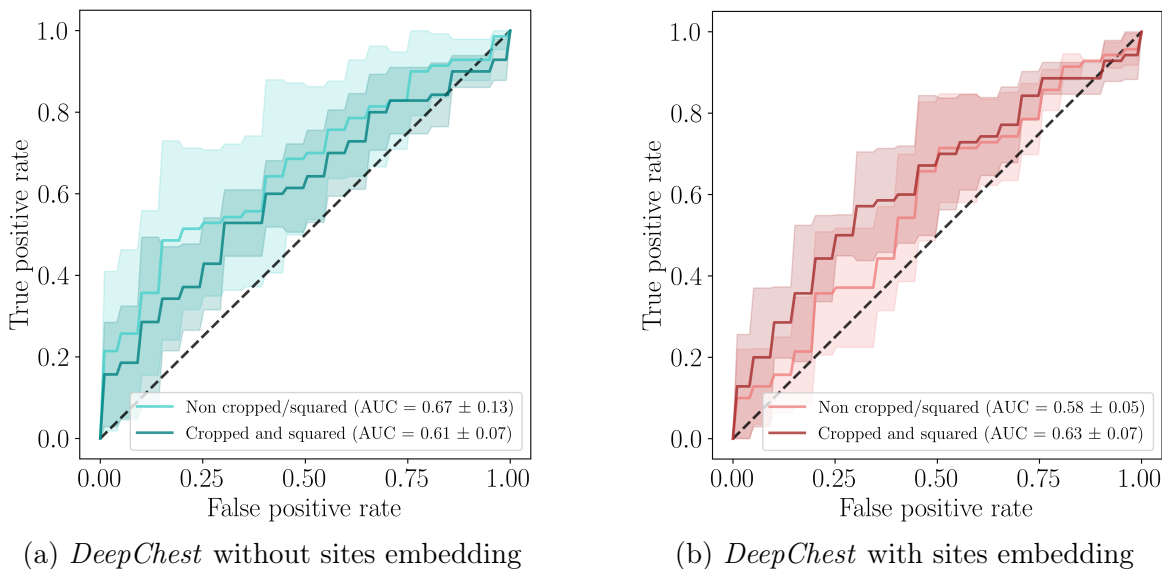 1.0
0.8
0.6
0.4
0.2
0.0
True positive rate
Non cropped/squared (AUC = 0.67 ± 0.13)
Cropped and squared (AUC = 0.61 ± 0.07)
0.00 0.25 0.50 0.75 1.00
False positive rate
(a) DeepChest without sites embedding
1.0
0.8
0.6
0.4
0.2
0.0
True positive rate
Non cropped/squared (AUC = 0.58 ± 0.05)
Cropped and squared (AUC = 0.63 ± 0.07)
0.00 0.25 0.50 0.75 1.00
False positive rate
(b) DeepChest with sites embedding